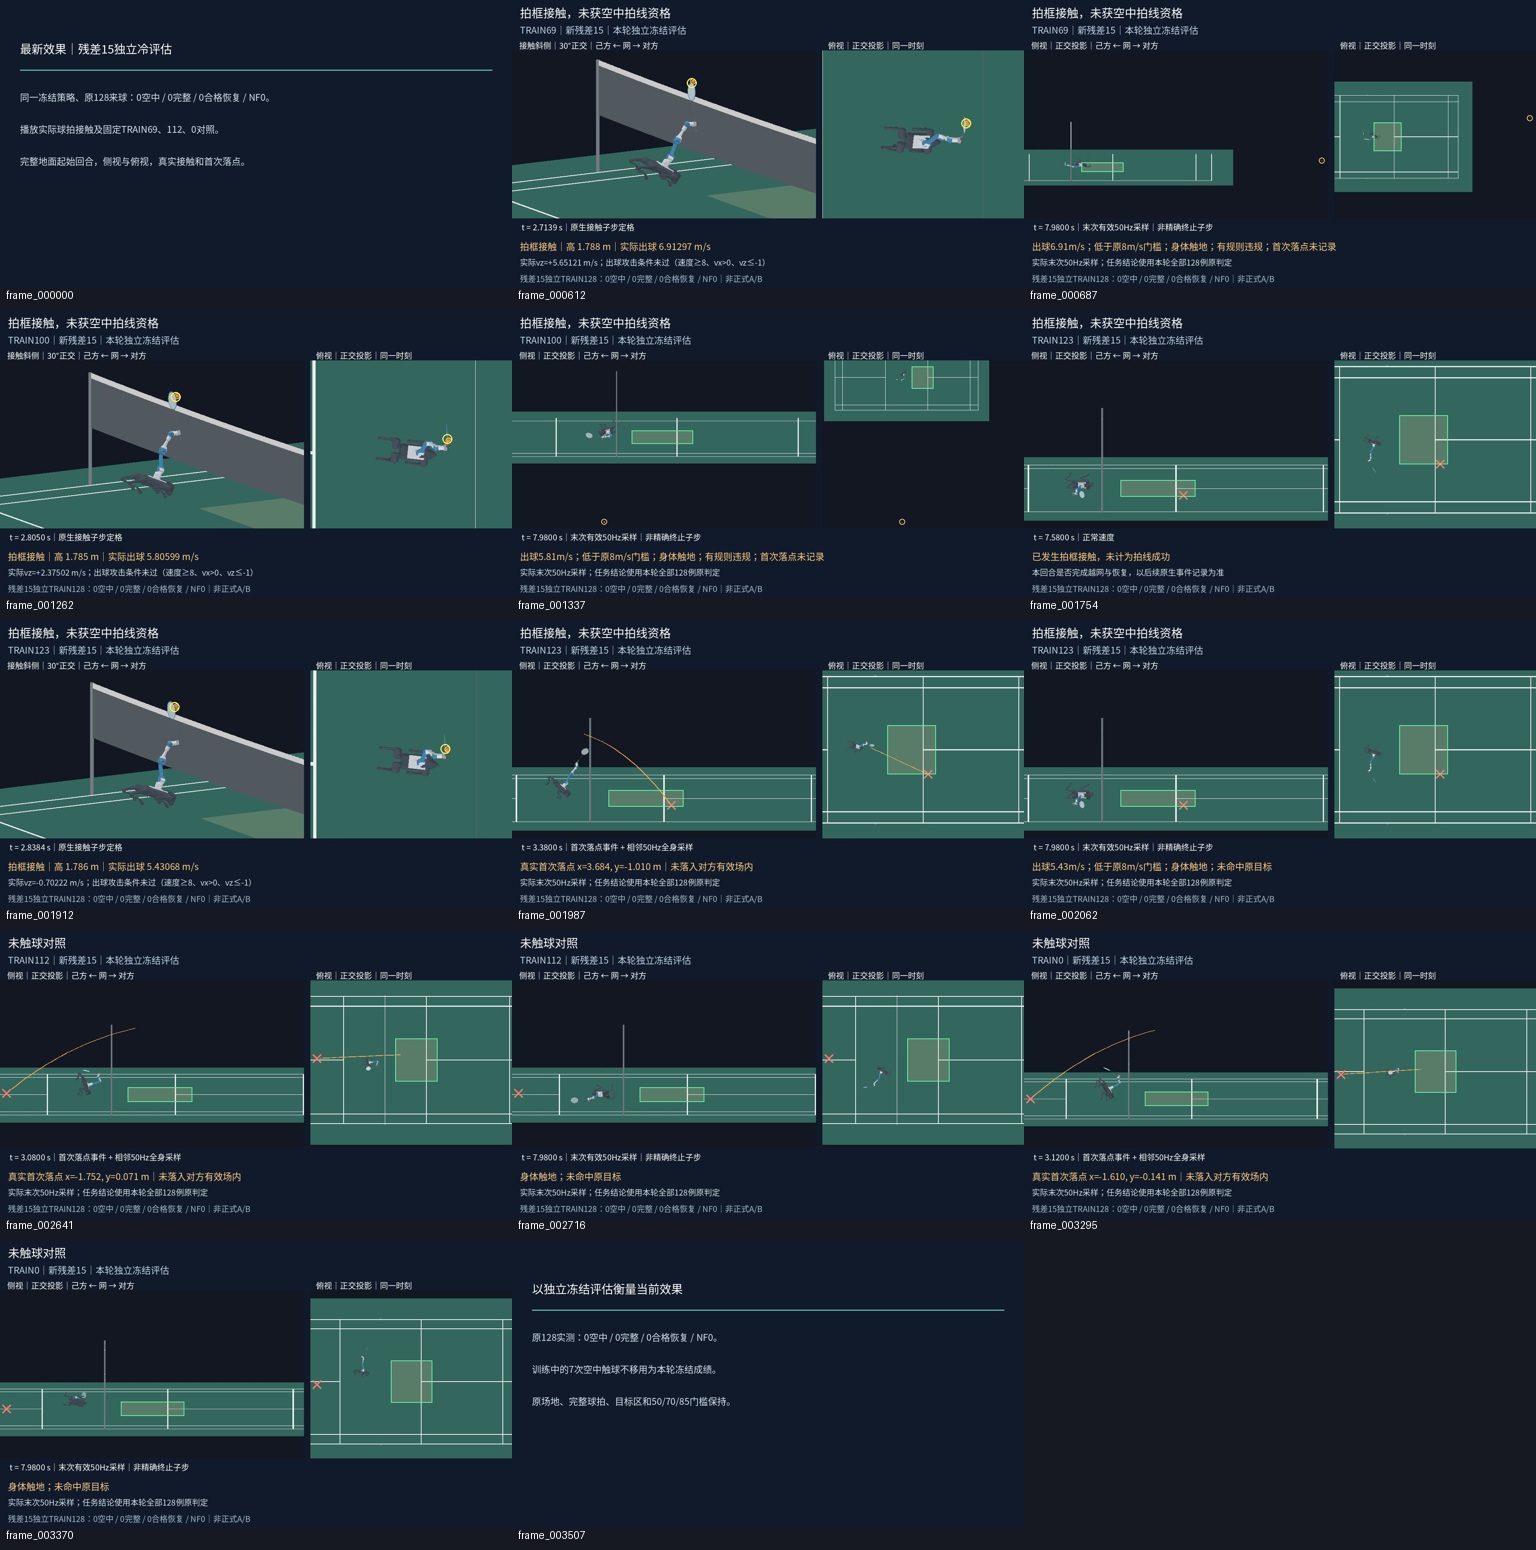 最新效果｜残差15独立冷评估
同一冻结策略、原128来球：0空中 / 0完整 / 0合格恢复 / NF0。
播放实际球拍接触及固定TRAIN69、112、0对照。
完整地面起始回合，侧视与俯视，真实接触和首次落点。
frame_000000
拍框接触，未获空中拍线资格
TRAIN69｜新残差15｜本轮独立冻结评估
接触斜侧｜30°正交｜己方 ← 网 → 对方
俯视｜正交投影｜同一时刻
t = 2.7139 s｜原生接触子步定格
拍框接触｜高 1.788 m｜实际出球 6.91297 m/s
实际vz=+5.65121 m/s；出球攻击条件未过（速度≥8、vx>0、vz≤-1）
残差15独立TRAIN128：0空中 / 0完整 / 0合格恢复 / NF0｜非正式A/B
frame_000612
拍框接触，未获空中拍线资格
TRAIN69｜新残差15｜本轮独立冻结评估
侧视｜正交投影｜己方 ← 网 → 对方
俯视｜正交投影｜同一时刻
t = 7.9800 s｜末次有效50Hz采样｜非精确终止子步
出球6.91m/s；低于原8m/s门槛；身体触地；有规则违规；首次落点未记录
实际末次50Hz采样；任务结论使用本轮全部128例原判定
残差15独立TRAIN128：0空中 / 0完整 / 0合格恢复 / NF0｜非正式A/B
frame_000687
拍框接触，未获空中拍线资格
TRAIN100｜新残差15｜本轮独立冻结评估
接触斜侧｜30°正交｜己方 ← 网 → 对方
俯视｜正交投影｜同一时刻
t = 2.8050 s｜原生接触子步定格
拍框接触｜高 1.785 m｜实际出球 5.80599 m/s
实际vz=+2.37502 m/s；出球攻击条件未过（速度≥8、vx>0、vz≤-1）
残差15独立TRAIN128：0空中 / 0完整 / 0合格恢复 / NF0｜非正式A/B
frame_001262
拍框接触，未获空中拍线资格
TRAIN100｜新残差15｜本轮独立冻结评估
侧视｜正交投影｜己方 ← 网 → 对方
俯视｜正交投影｜同一时刻
t = 7.9800 s｜末次有效50Hz采样｜非精确终止子步
出球5.81m/s；低于原8m/s门槛；身体触地；有规则违规；首次落点未记录
实际末次50Hz采样；任务结论使用本轮全部128例原判定
残差15独立TRAIN128：0空中 / 0完整 / 0合格恢复 / NF0｜非正式A/B
frame_001337
拍框接触，未获空中拍线资格
TRAIN123｜新残差15｜本轮独立冻结评估
侧视｜正交投影｜己方 ← 网 → 对方
俯视｜正交投影｜同一时刻
t = 7.5800 s｜正常速度
已发生拍框接触，未计为拍线成功
本回合是否完成越网与恢复，以后续原生事件记录为准
残差15独立TRAIN128：0空中 / 0完整 / 0合格恢复 / NF0｜非正式A/B
frame_001754
拍框接触，未获空中拍线资格
TRAIN123｜新残差15｜本轮独立冻结评估
接触斜侧｜30°正交｜己方 ← 网 → 对方
俯视｜正交投影｜同一时刻
t = 2.8384 s｜原生接触子步定格
拍框接触｜高 1.786 m｜实际出球 5.43068 m/s
实际vz=-0.70222 m/s；出球攻击条件未过（速度≥8、vx>0、vz≤-1）
残差15独立TRAIN128：0空中 / 0完整 / 0合格恢复 / NF0｜非正式A/B
frame_001912
拍框接触，未获空中拍线资格
TRAIN123｜新残差15｜本轮独立冻结评估
侧视｜正交投影｜己方 ← 网 → 对方
俯视｜正交投影｜同一时刻
t = 3.3800 s｜首次落点事件 + 相邻50Hz全身采样
真实首次落点 x=3.684, y=-1.010 m｜未落入对方有效场内
实际末次50Hz采样；任务结论使用本轮全部128例原判定
残差15独立TRAIN128：0空中 / 0完整 / 0合格恢复 / NF0｜非正式A/B
frame_001987
拍框接触，未获空中拍线资格
TRAIN123｜新残差15｜本轮独立冻结评估
侧视｜正交投影｜己方 ← 网 → 对方
俯视｜正交投影｜同一时刻
t = 7.9800 s｜末次有效50Hz采样｜非精确终止子步
出球5.43m/s；低于原8m/s门槛；身体触地；未命中原目标
实际末次50Hz采样；任务结论使用本轮全部128例原判定
残差15独立TRAIN128：0空中 / 0完整 / 0合格恢复 / NF0｜非正式A/B
frame_002062
未触球对照
TRAIN112｜新残差15｜本轮独立冻结评估
侧视｜正交投影｜己方 ← 网 → 对方
俯视｜正交投影｜同一时刻
t = 3.0800 s｜首次落点事件 + 相邻50Hz全身采样
真实首次落点 x=-1.752, y=0.071 m｜未落入对方有效场内
实际末次50Hz采样；任务结论使用本轮全部128例原判定
残差15独立TRAIN128：0空中 / 0完整 / 0合格恢复 / NF0｜非正式A/B
frame_002641
未触球对照
TRAIN112｜新残差15｜本轮独立冻结评估
侧视｜正交投影｜己方 ← 网 → 对方
俯视｜正交投影｜同一时刻
t = 7.9800 s｜末次有效50Hz采样｜非精确终止子步
身体触地；未命中原目标
实际末次50Hz采样；任务结论使用本轮全部128例原判定
残差15独立TRAIN128：0空中 / 0完整 / 0合格恢复 / NF0｜非正式A/B
frame_002716
未触球对照
TRAIN0｜新残差15｜本轮独立冻结评估
侧视｜正交投影｜己方 ← 网 → 对方
俯视｜正交投影｜同一时刻
t = 3.1200 s｜首次落点事件 + 相邻50Hz全身采样
真实首次落点 x=-1.610, y=-0.141 m｜未落入对方有效场内
实际末次50Hz采样；任务结论使用本轮全部128例原判定
残差15独立TRAIN128：0空中 / 0完整 / 0合格恢复 / NF0｜非正式A/B
frame_003295
未触球对照
TRAIN0｜新残差15｜本轮独立冻结评估
侧视｜正交投影｜己方 ← 网 → 对方
俯视｜正交投影｜同一时刻
t = 7.9800 s｜末次有效50Hz采样｜非精确终止子步
身体触地；未命中原目标
实际末次50Hz采样；任务结论使用本轮全部128例原判定
残差15独立TRAIN128：0空中 / 0完整 / 0合格恢复 / NF0｜非正式A/B
frame_003370
以独立冻结评估衡量当前效果
原128实测：0空中 / 0完整 / 0合格恢复 / NF0。
训练中的7次空中触球不移用为本轮冻结成绩。
原场地、完整球拍、目标区和50/70/85门槛保持。
frame_003507